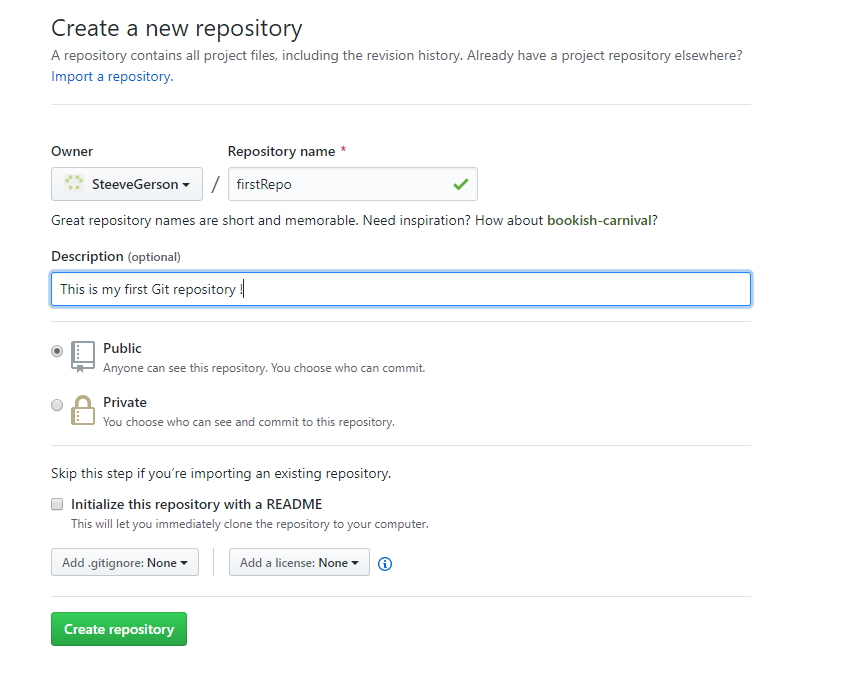 Create a new repository
A repository contains all project files, including the revision history. Already have a project repository elsewhere?
Import a repository.
Owner Repository name *
SteeveGerson / firstRepo
Great repository names are short and memorable. Need inspiration? How about bookish-carnival?
Description (optional)
This is my first Git repository !
Public
Anyone can see this repository. You choose who can commit.
Private
You choose who can see and commit to this repository.
Skip this step if you’re importing an existing repository.
Initialize this repository with a README
This will let you immediately clone the repository to your computer.
Add .gitignore: None Add a license: None
Create repository